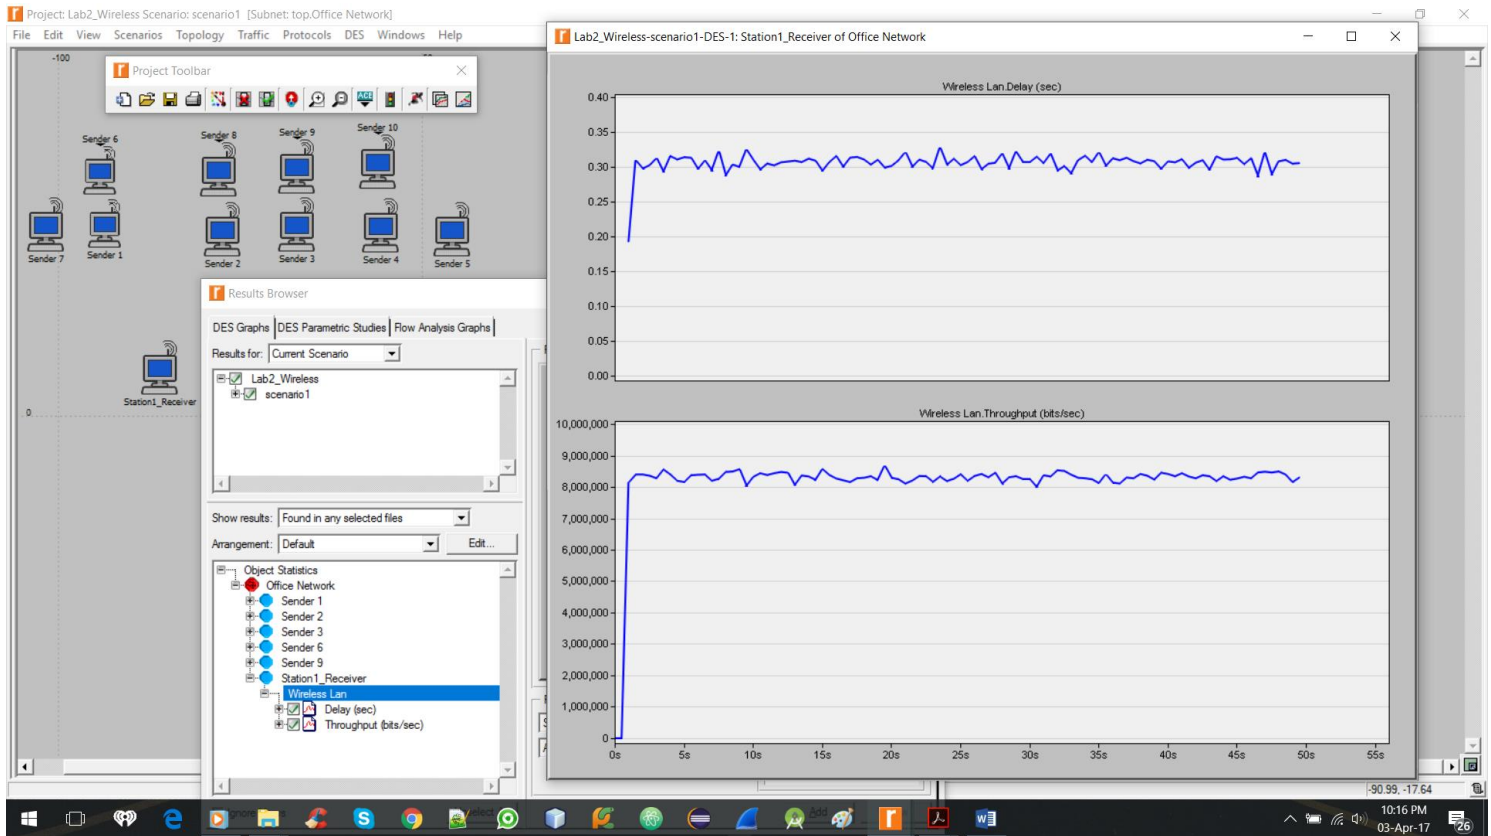 Project: Lab2_Wireless Scenario: scenario1 [Subnet: top.Office Network]
File Edit View Scenarios Topology Traffic Protocols DES Windows Help
-100
Project Toolbar
ACE
Sender 6
Sender 8
Sender 9
Sender 10
Sender 7
Sender 1
Sender 2
Sender 3
Sender 4
Sender 5
Station1_Receiver
0
Results Browser
DES Graphs DES Parametric Studies Flow Analysis Graphs
Results for: Current Scenario
Lab2_Wireless
scenario1
Show results: Found in any selected files
Arrangement: Default Edit...
Object Statistics
Office Network
Sender 1
Sender 2
Sender 3
Sender 6
Sender 9
Station1_Receiver
Wireless Lan
Delay (sec)
Throughput (bits/sec)
Lab2_Wireless-scenario1-DES-1: Station1_Receiver of Office Network
Wireless Lan.Delay (sec)
0.40
0.35
0.30
0.25
0.20
0.15
0.10
0.05
0.00
Wireless Lan.Throughput (bits/sec)
10,000,000
9,000,000
8,000,000
7,000,000
6,000,000
5,000,000
4,000,000
3,000,000
2,000,000
1,000,000
0
0s 5s 10s 15s 20s 25s 30s 35s 40s 45s 50s 55s
-90.99, -17.64
Add
10:16 PM
03-Apr-17
26